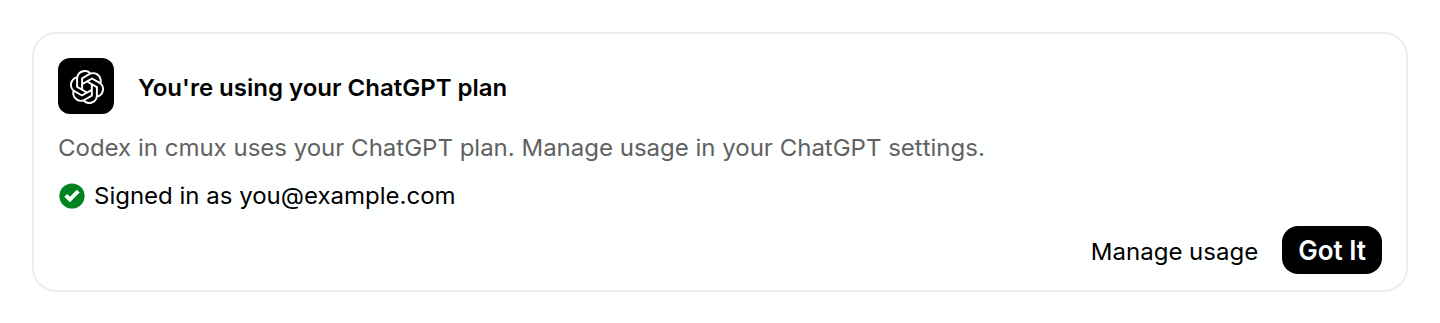 You're using your ChatGPT plan
Codex in cmux uses your ChatGPT plan. Manage usage in your ChatGPT settings.
Signed in as you@example.com
Manage usage
Got It